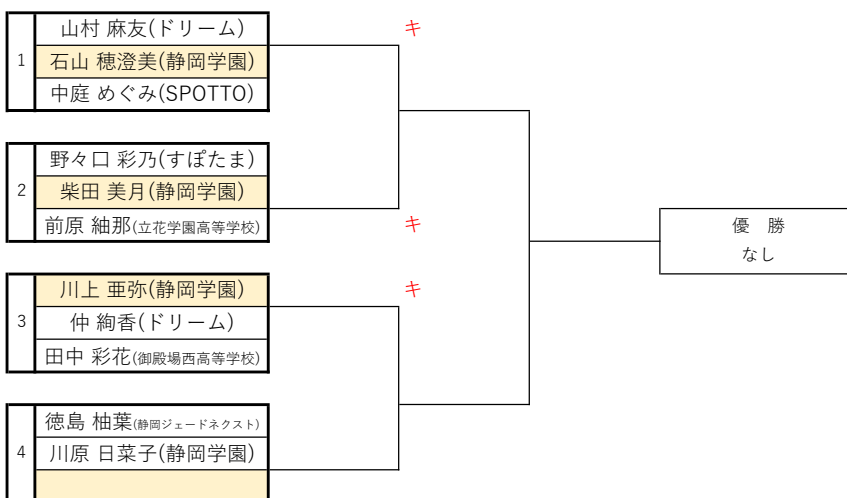 山村 麻友(ドリーム)
キ
1
石山 穂澄美(静岡学園)
中庭 めぐみ(SPOTTO)
野々口 彩乃(すぽたま)
2
柴田 美月(静岡学園)
前原 紬那(立花学園高等学校)
キ
優 勝
なし
川上 亜弥(静岡学園)
キ
3
仲 絢香(ドリーム)
田中 彩花(御殿場西高等学校)
徳島 柚葉(静岡ジェードネクスト)
4
川原 日菜子(静岡学園)